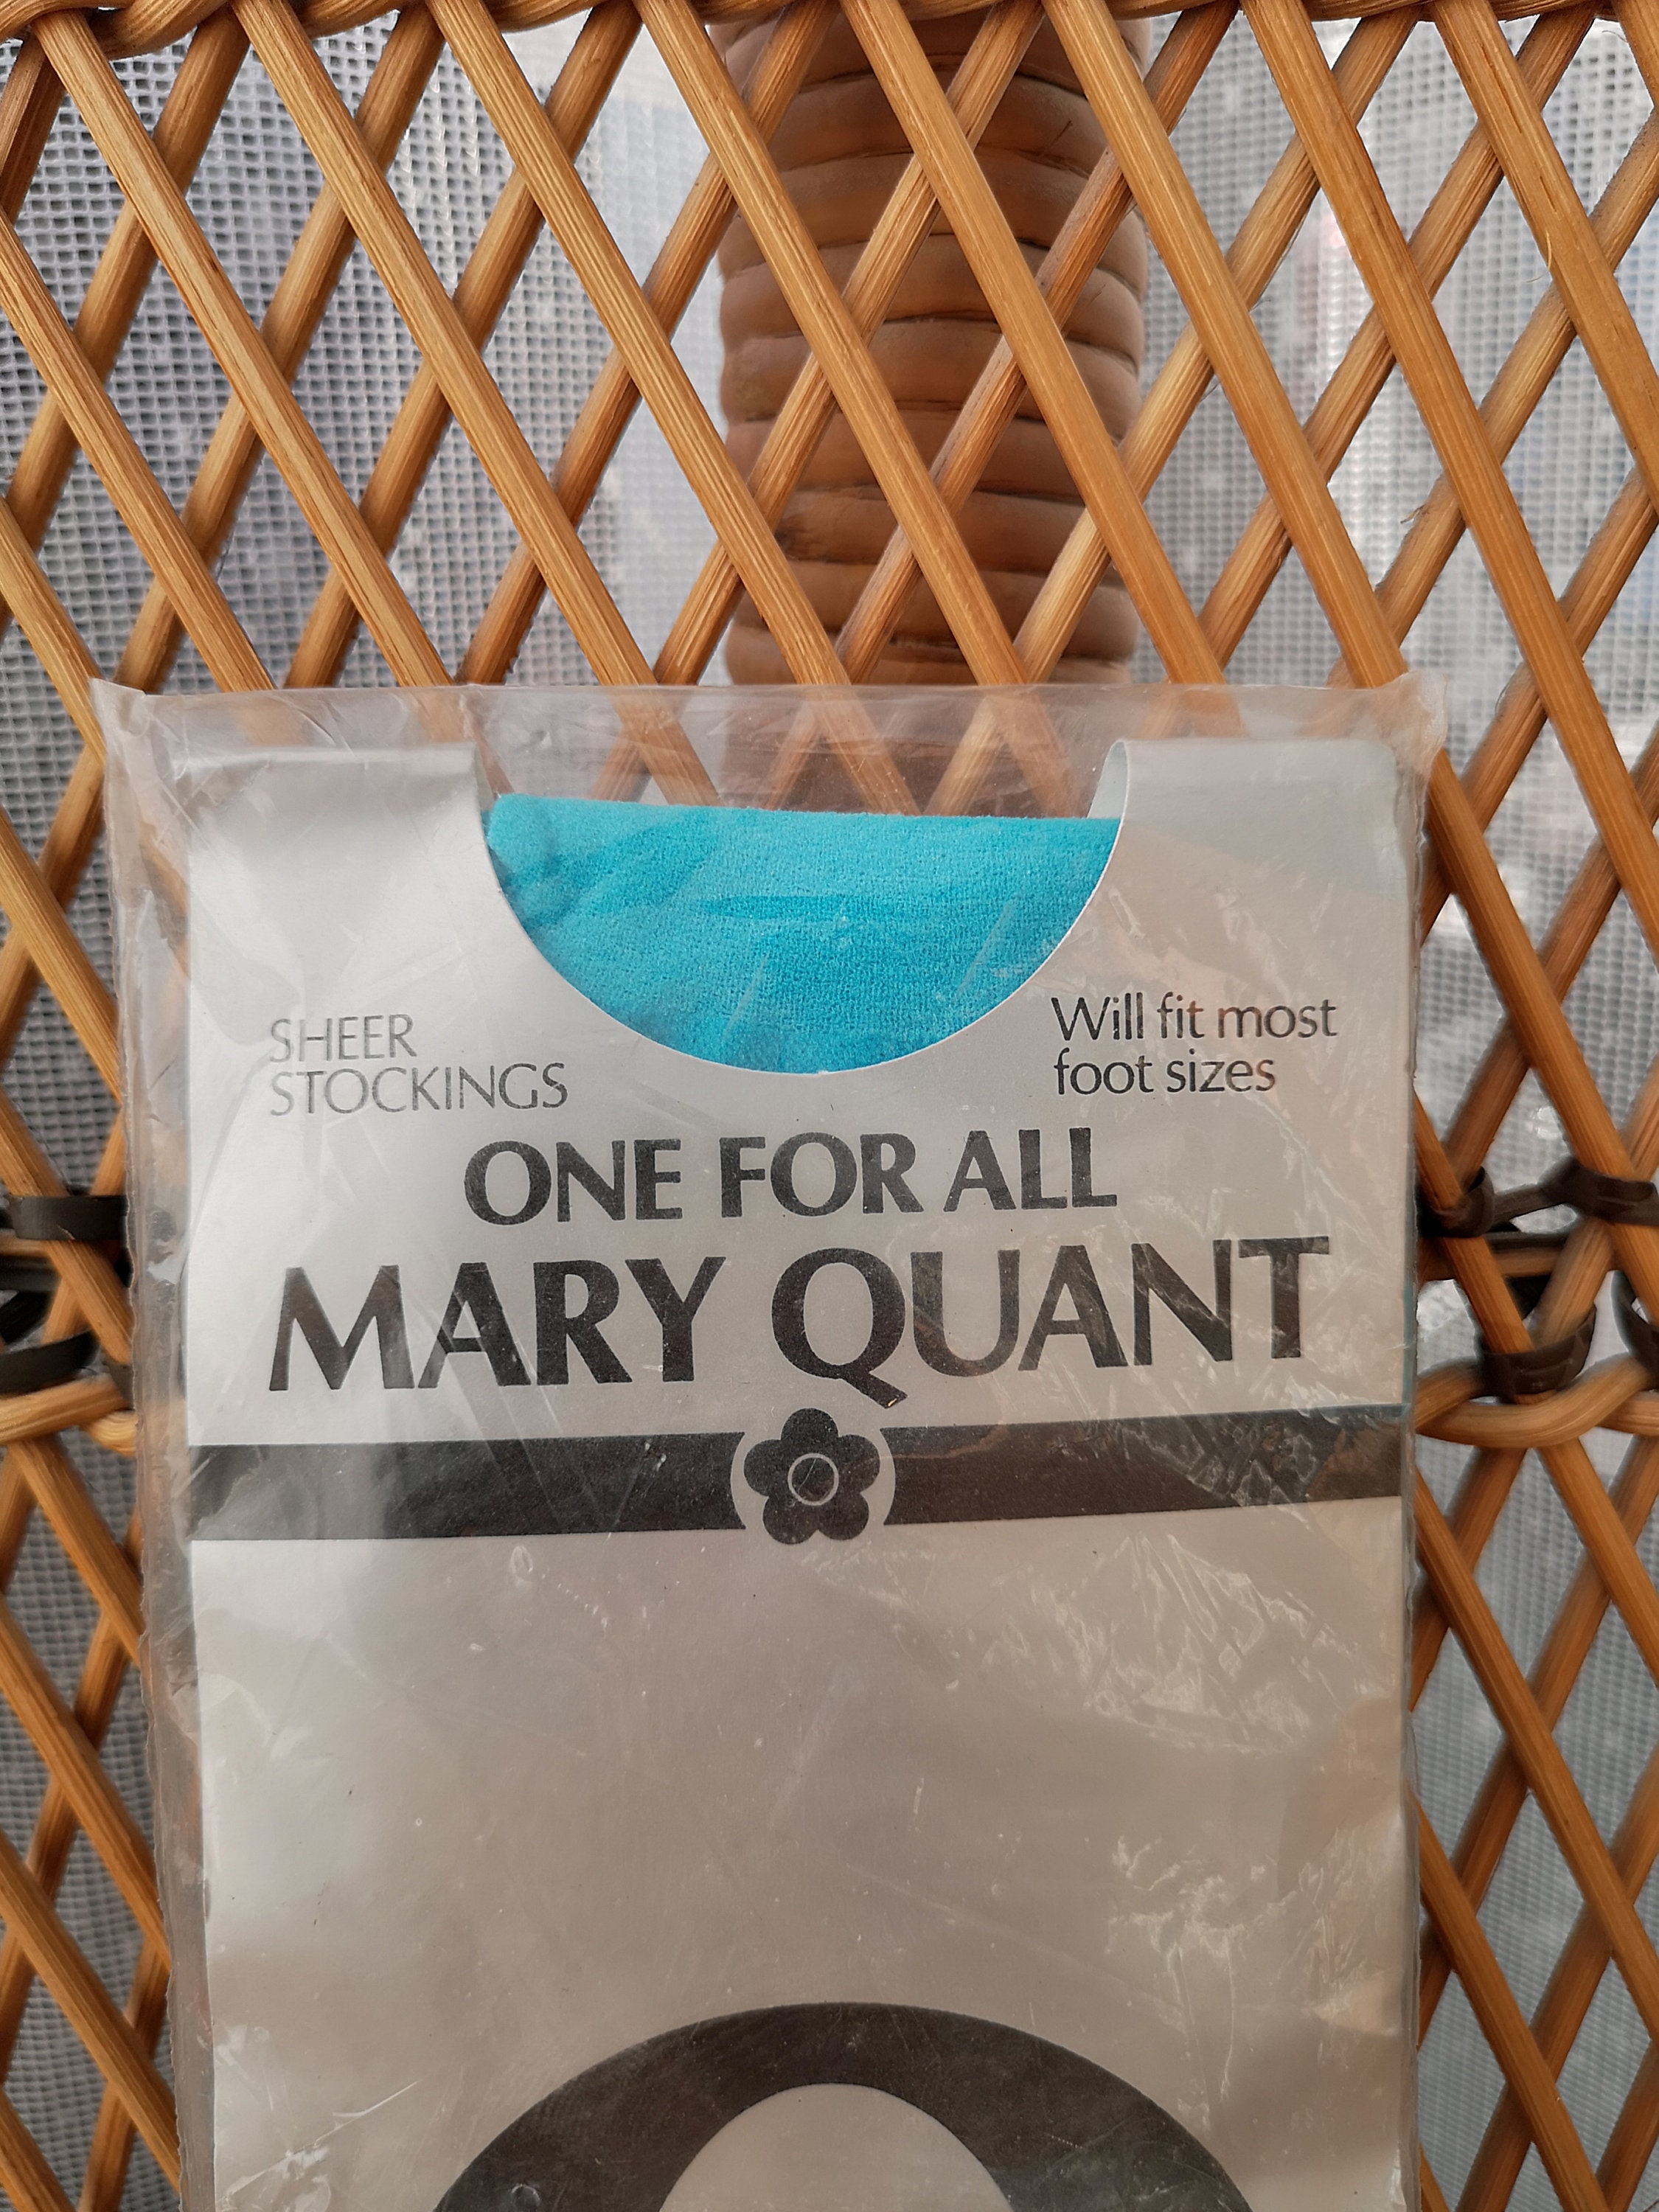 SHEER
STOCKINGS
Will fit most
foot sizes
ONE FOR ALL
MARY QUANT